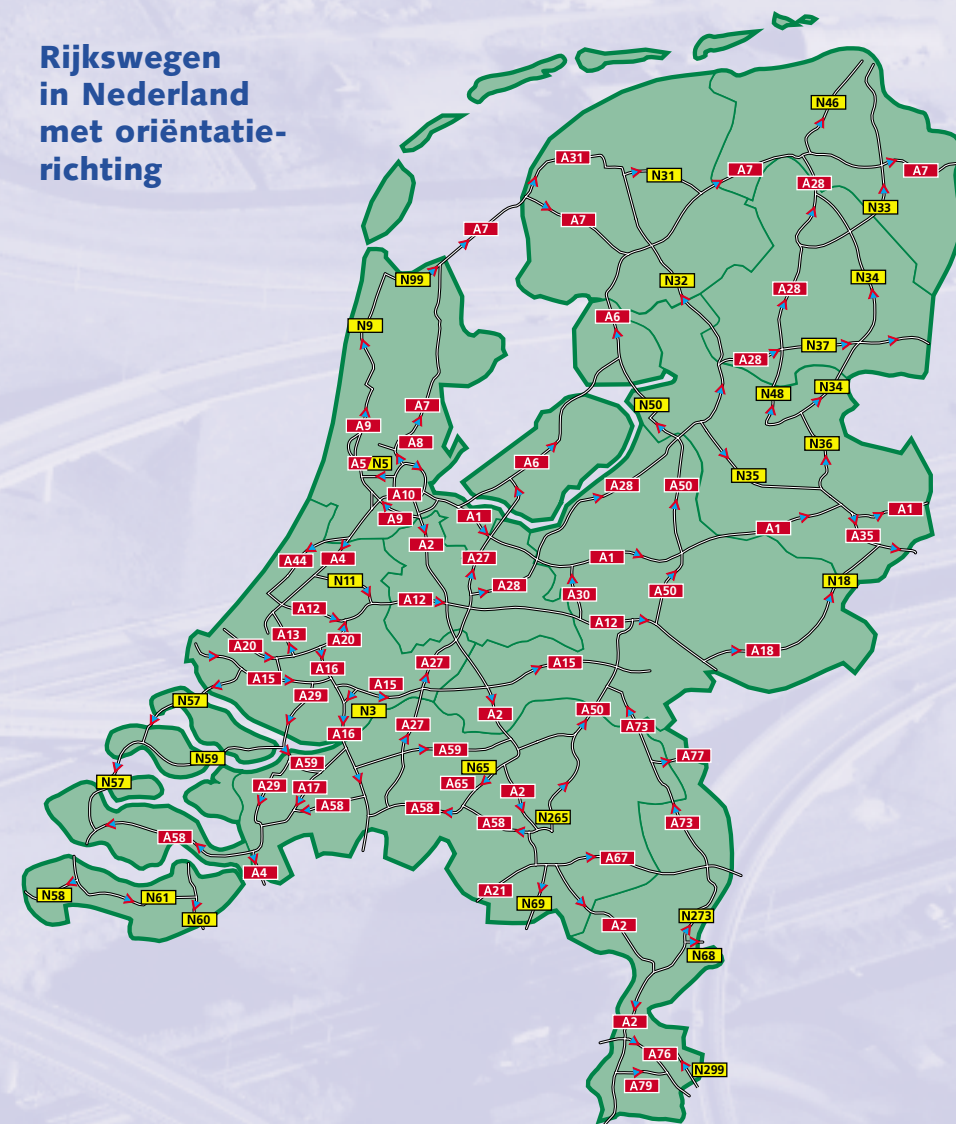 Rijkswegen
in Nederland
met oriëntatie-
richting
N46
A31
A7
A7
N31
A28
N33
A7
A7
N99
N32
N34
A28
N9
A6
N37
A28
N48
N34
A7
N50
A9
A8
N36
A5
N5
A6
N35
A28
A50
A10
A1
A9
A1
A1
A35
A2
A44
A4
A27
A1
N11
A28
A30
A50
N18
A12
A12
A12
A13
A20
A20
A18
A16
A27
A15
A15
A15
A29
N57
N3
A2
A50
A27
A73
A16
A59
N59
A77
A59
N65
N57
A29
A17
A65
A2
A58
A58
A58
N265
A73
A58
A67
A4
A21
N58
N61
N69
N60
N273
A2
N68
A2
A76
N299
A79